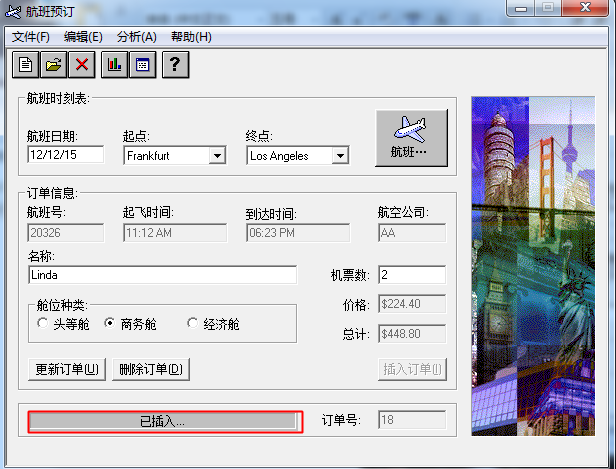 航班预订
文件(F) 编辑(E) 分析(A) 帮助(H)
航班时刻表:
航班日期: 起点: 终点:
12/12/15 Frankfurt Los Angeles
航班…
订单信息:
航班号: 起飞时间: 到达时间: 航空公司:
20326 11:12 AM 06:23 PM AA
名称:
Linda 机票数: 2
舱位种类: 价格: $224.40
头等舱 商务舱 经济舱
总计: $448.80
更新订单(U) 删除订单(D) 插入订单(I)
已插入... 订单号: 18